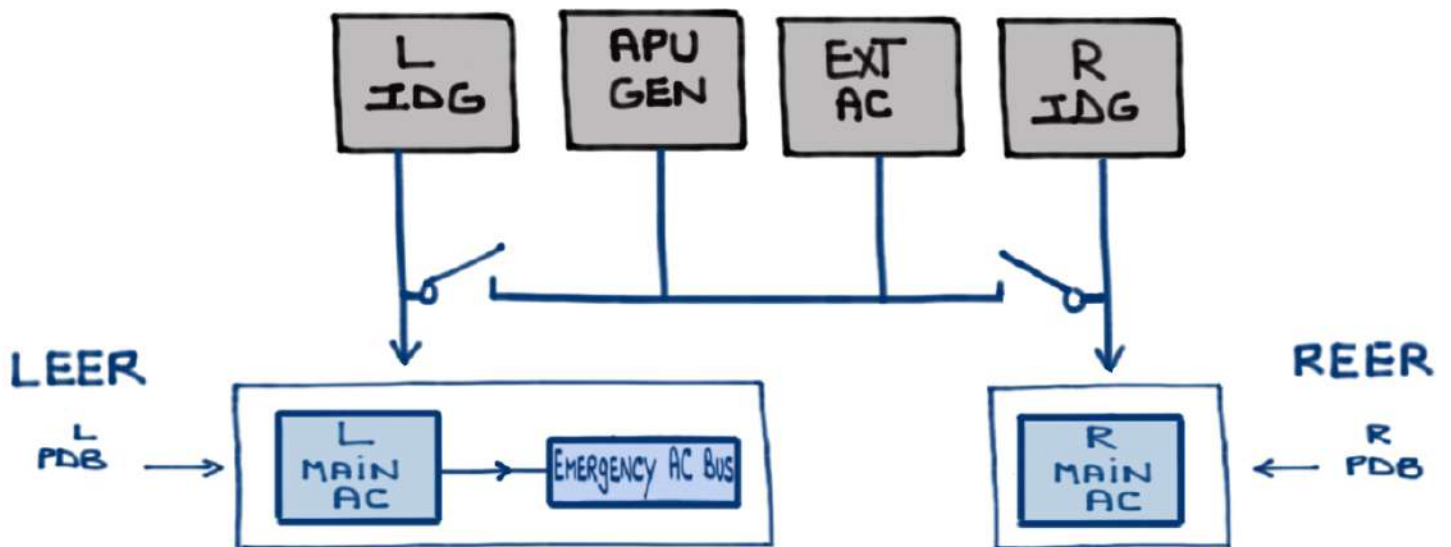 L
IDG
APU
GEN
EXT
AC
R
IDG
LEER
REER
L
PDB
L
MAIN
AC
EMERGENCY AC BUS
R
MAIN
AC
R
PDB